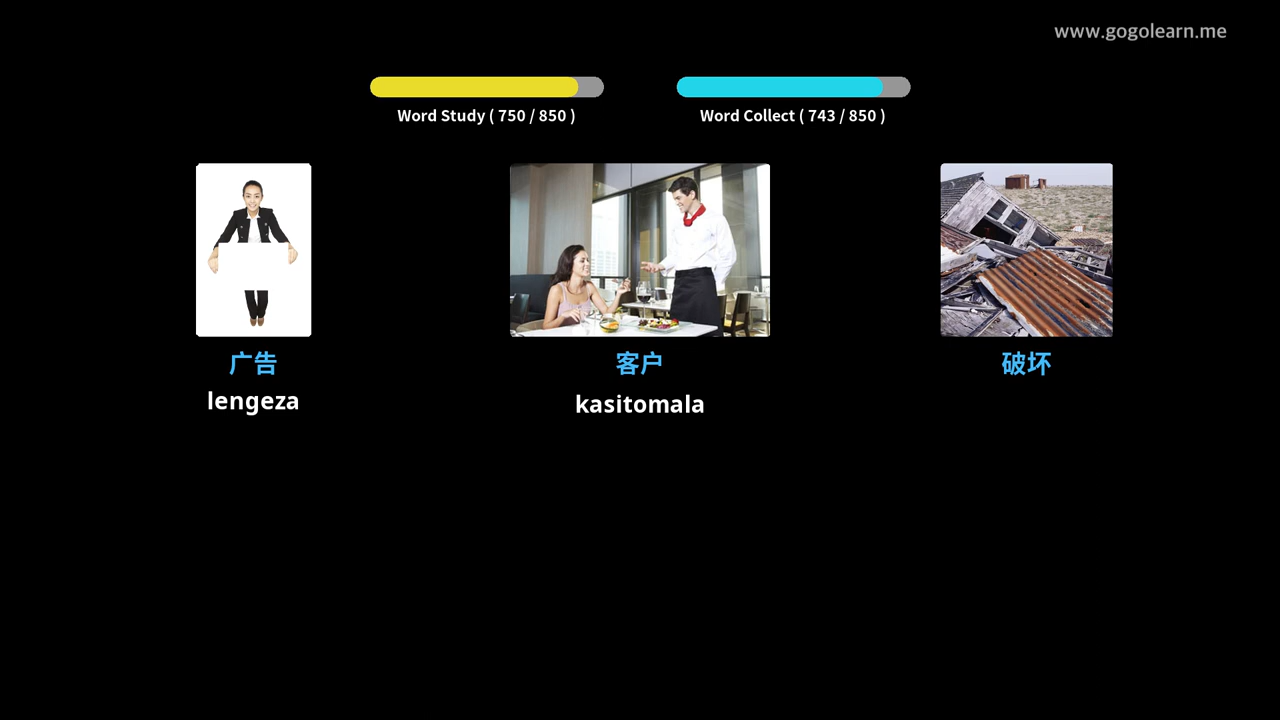 www.gogolearn.me
Word Study ( 750 / 850 )
Word Collect ( 743 / 850 )
广告
客户
破坏
lengeza
kasitomala